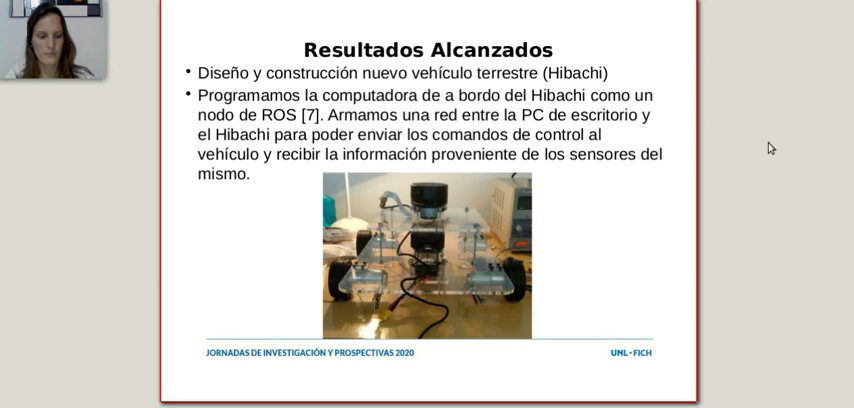 Resultados Alcanzados
• Diseño y construcción nuevo vehículo terrestre (Hibachi)
• Programamos la computadora de a bordo del Hibachi como un
nodo de ROS [7]. Armamos una red entre la PC de escritorio y
el Hibachi para poder enviar los comandos de control al
vehículo y recibir la información proveniente de los sensores del
mismo.
JORNADAS DE INVESTIGACIÓN Y PROSPECTIVAS 2020
UNL•FICH